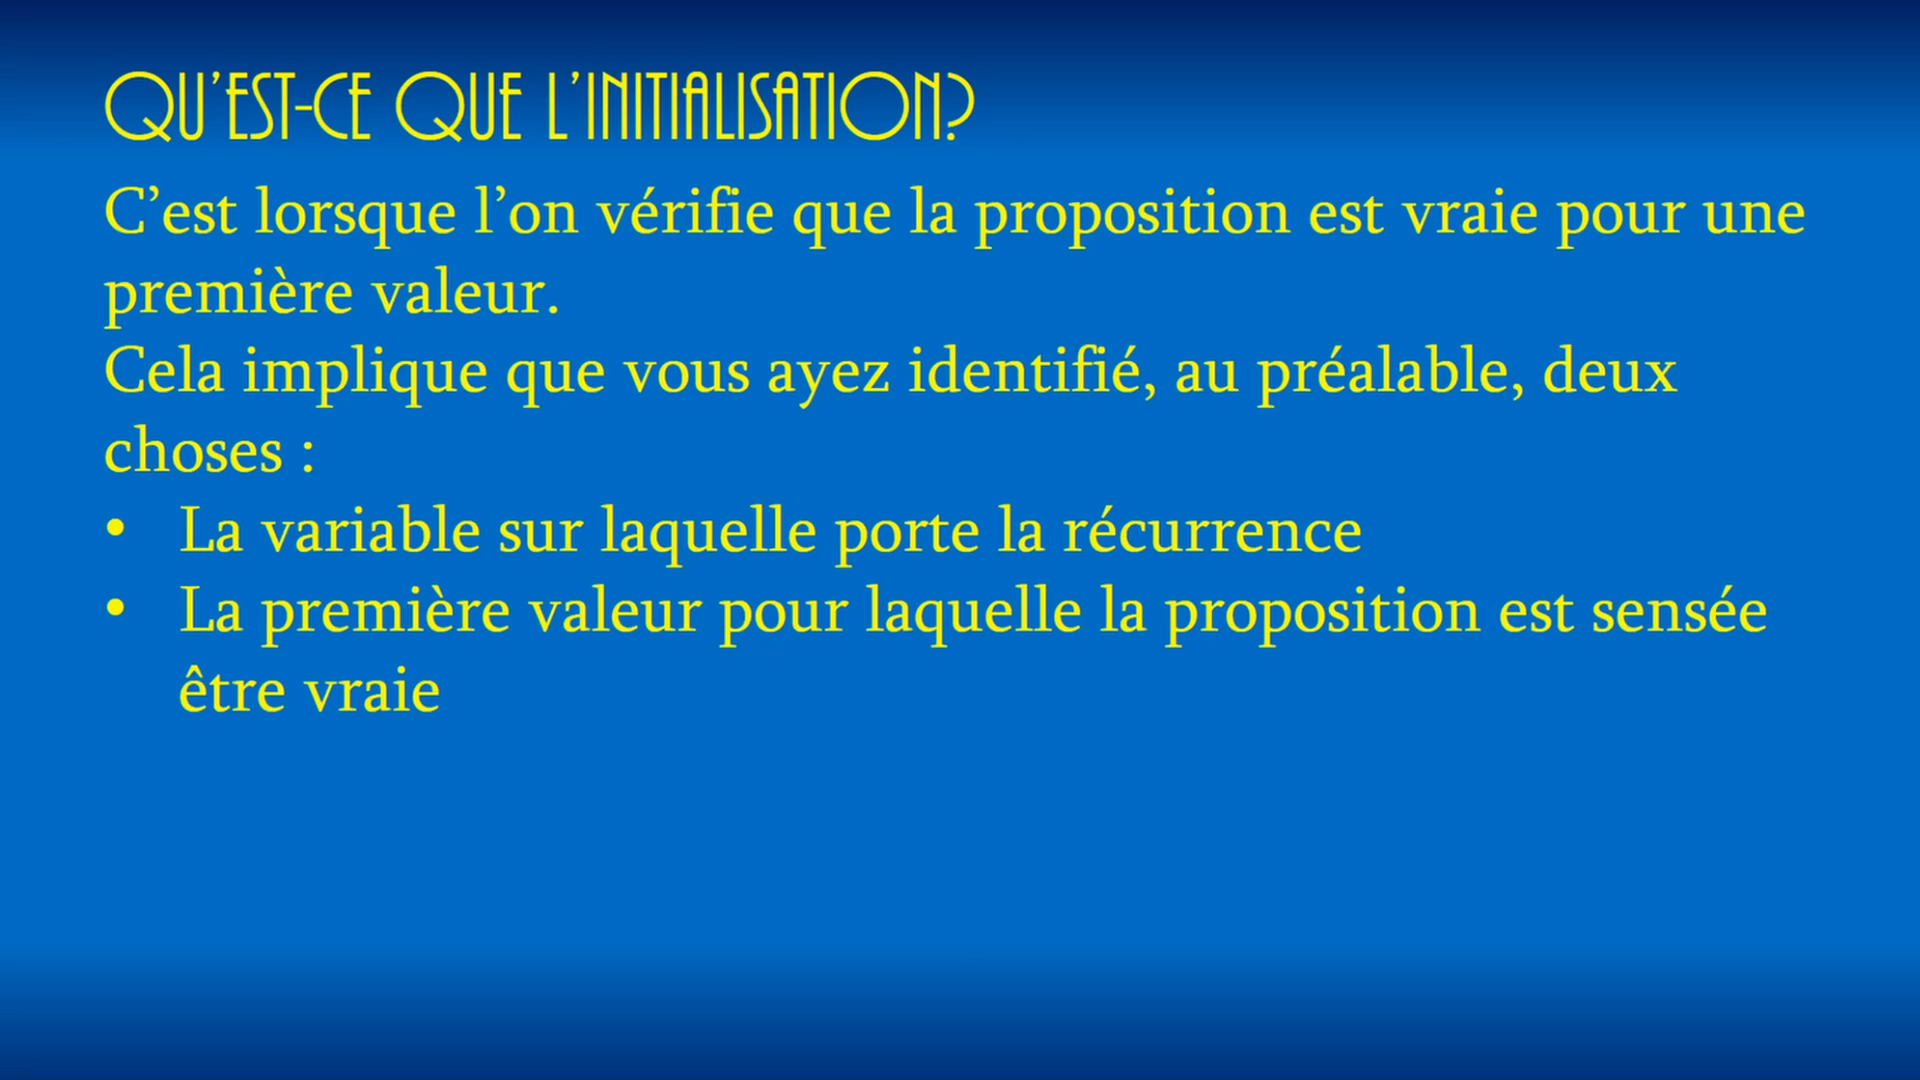 QU’EST-CE QUE L’INITIALISATION?
C’est lorsque l’on vérifie que la proposition est vraie pour une
première valeur.
Cela implique que vous ayez identifié, au préalable, deux
choses :
• La variable sur laquelle porte la récurrence
• La première valeur pour laquelle la proposition est sensée
être vraie